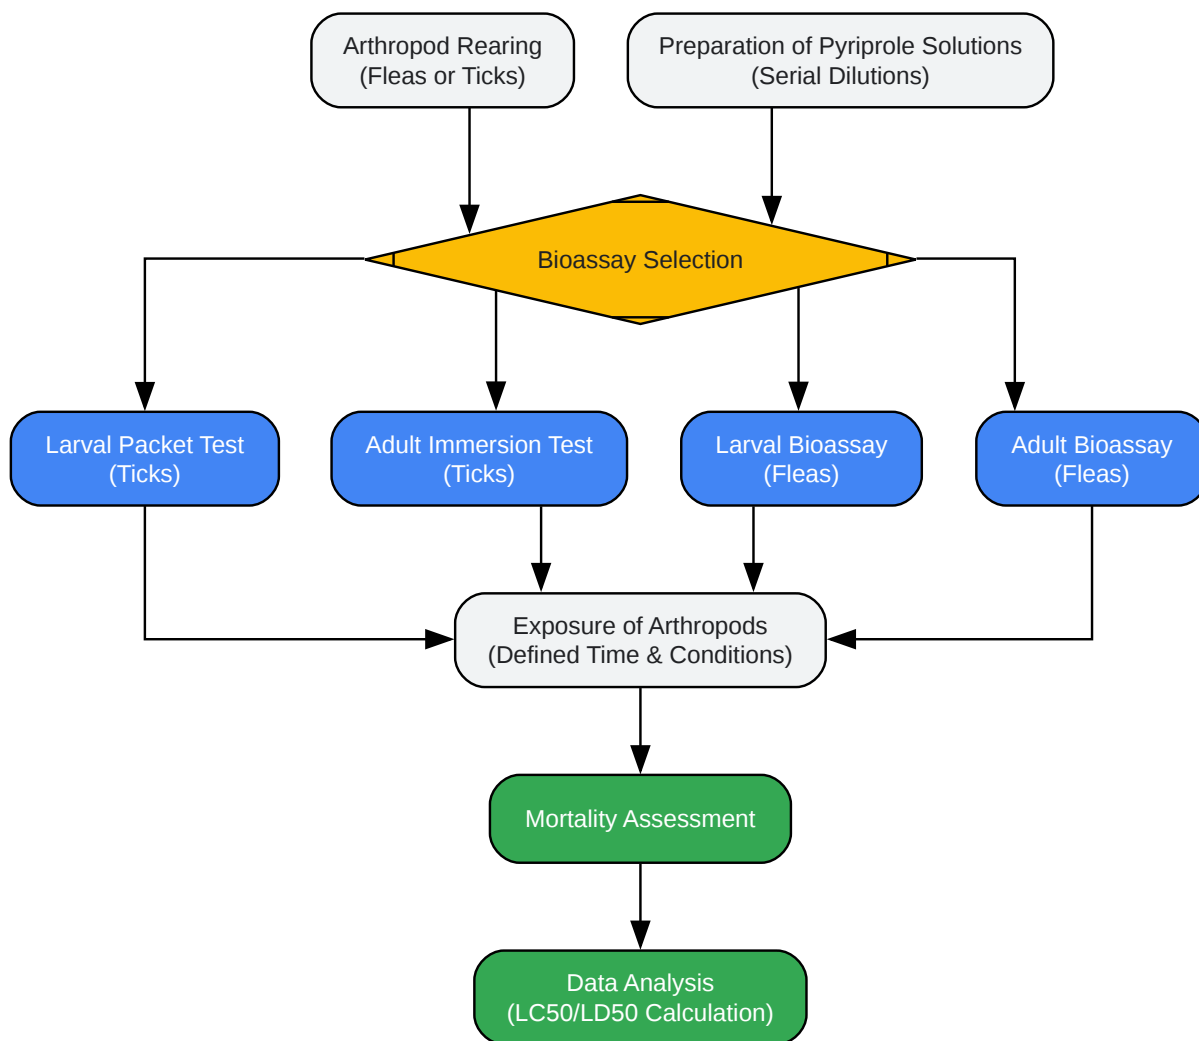 Arthropod Rearing
(Fleas or Ticks)
Preparation of Pyriprole Solutions
(Serial Dilutions)
Bioassay Selection
Larval Packet Test
(Ticks)
Adult Immersion Test
(Ticks)
Larval Bioassay
(Fleas)
Adult Bioassay
(Fleas)
Exposure of Arthropods
(Defined Time & Conditions)
Mortality Assessment
Data Analysis
(LC50/LD50 Calculation)